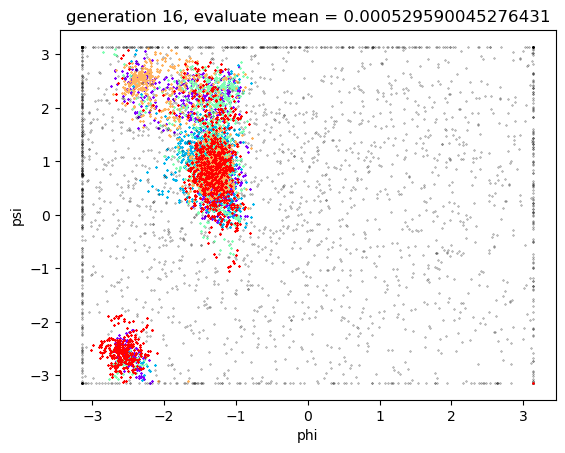 generation 16, evaluate mean = 0.000529590045276431
3
2
1
0
−1
−2
−3
psi
−3 −2 −1 0 1 2 3
phi